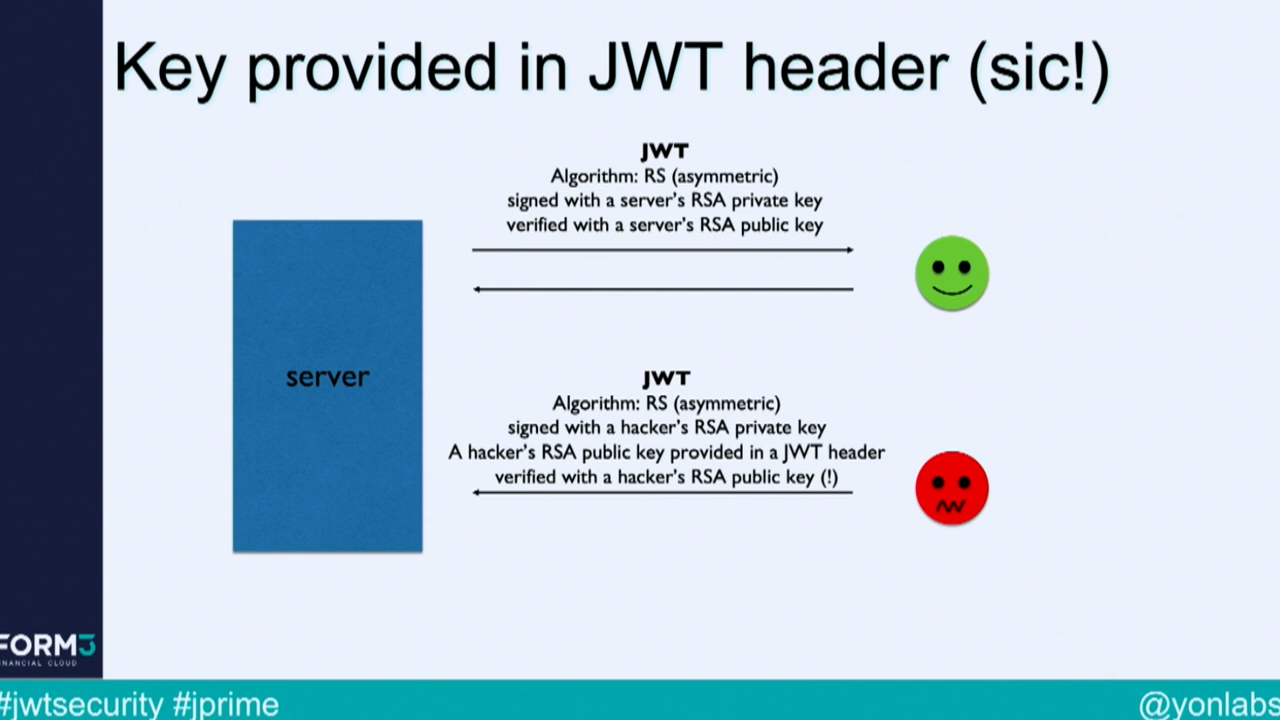 Key provided in JWT header (sic!)
JWT
Algorithm: RS (asymmetric)
signed with a server's RSA private key
verified with a server's RSA public key
server
JWT
Algorithm: RS (asymmetric)
signed with a hacker's RSA private key
A hacker's RSA public key provided in a JWT header
verified with a hacker's RSA public key (!)
FORM3
FINANCIAL CLOUD
#jwtsecurity #jprime
@yonlabs